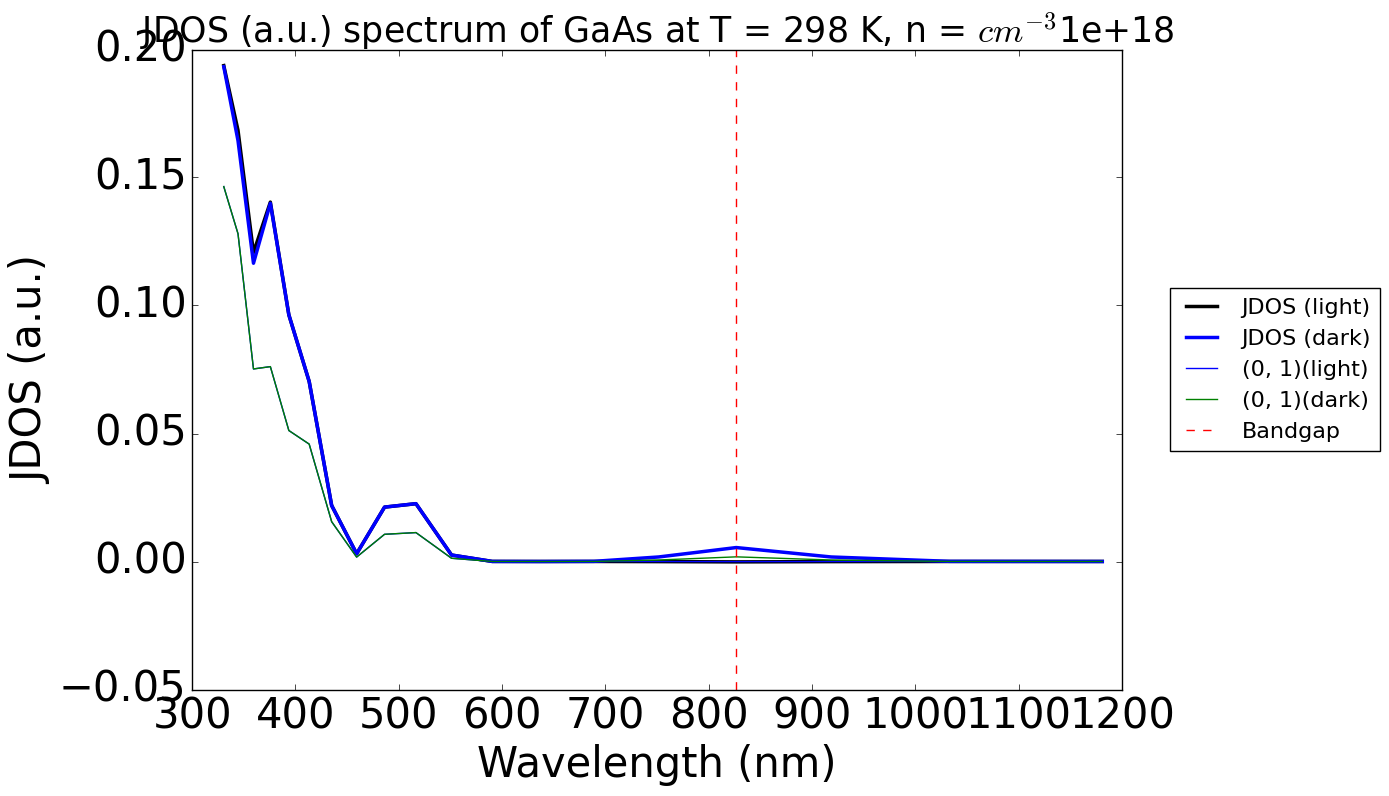 JDOS (a.u.) spectrum of GaAs at T = 298 K, n = $cm^{-3}$1e+18
0.20
0.15
0.10
0.05
0.00
−0.05
JDOS (a.u.)
300 400 500 600 700 800 900 1000 1100 1200
Wavelength (nm)
JDOS (light)
JDOS (dark)
(0, 1)(light)
(0, 1)(dark)
Bandgap